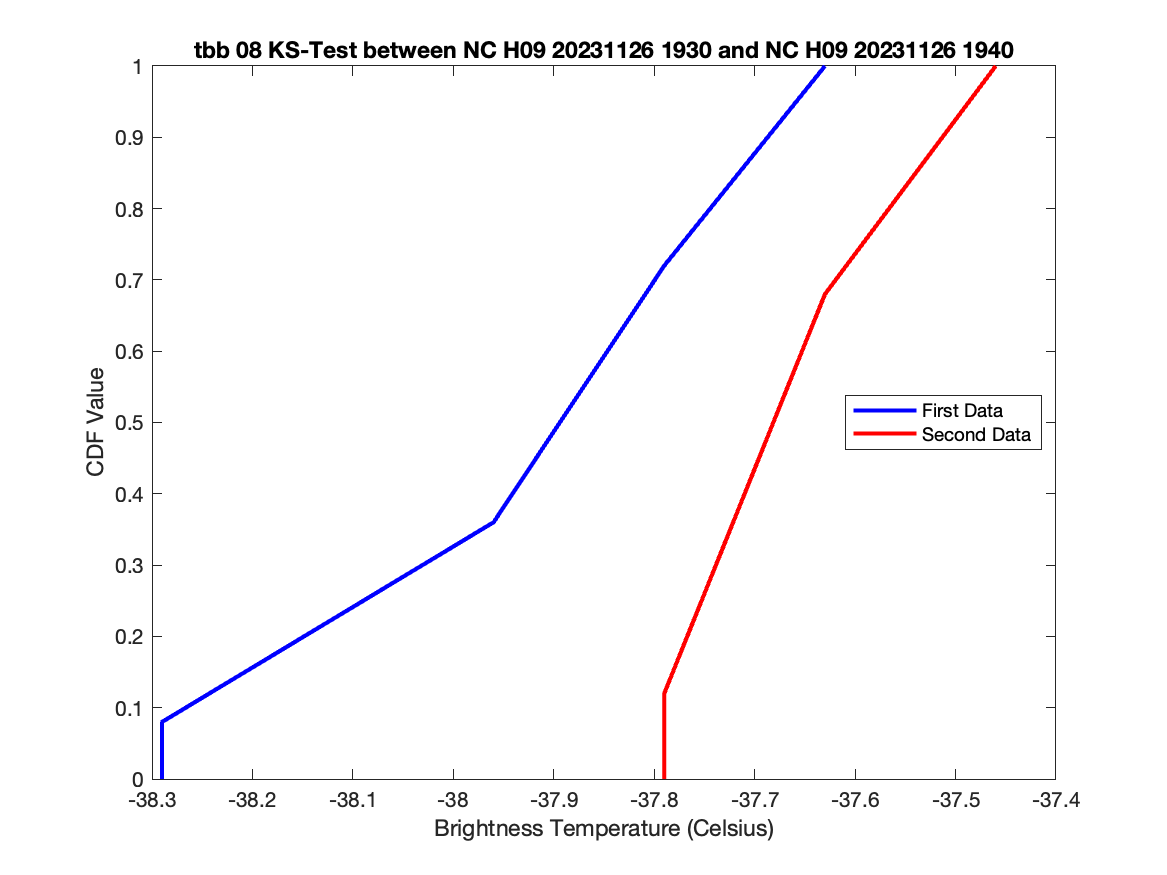 tbb 08 KS-Test between NC H09 20231126 1930 and NC H09 20231126 1940
1
0.9
0.8
0.7
0.6
0.5
0.4
0.3
0.2
0.1
0
CDF Value
First Data
Second Data
-38.3 -38.2 -38.1 -38 -37.9 -37.8 -37.7 -37.6 -37.5 -37.4
Brightness Temperature (Celsius)